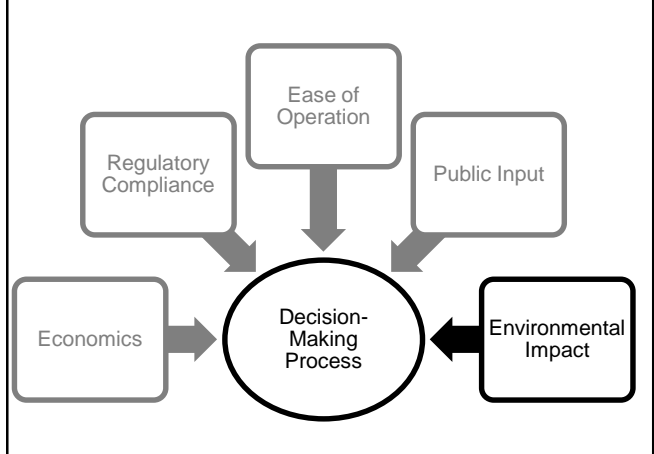 Ease of
Operation
Regulatory
Compliance
Public Input
Economics
Decision-
Making
Process
Environmental
Impact